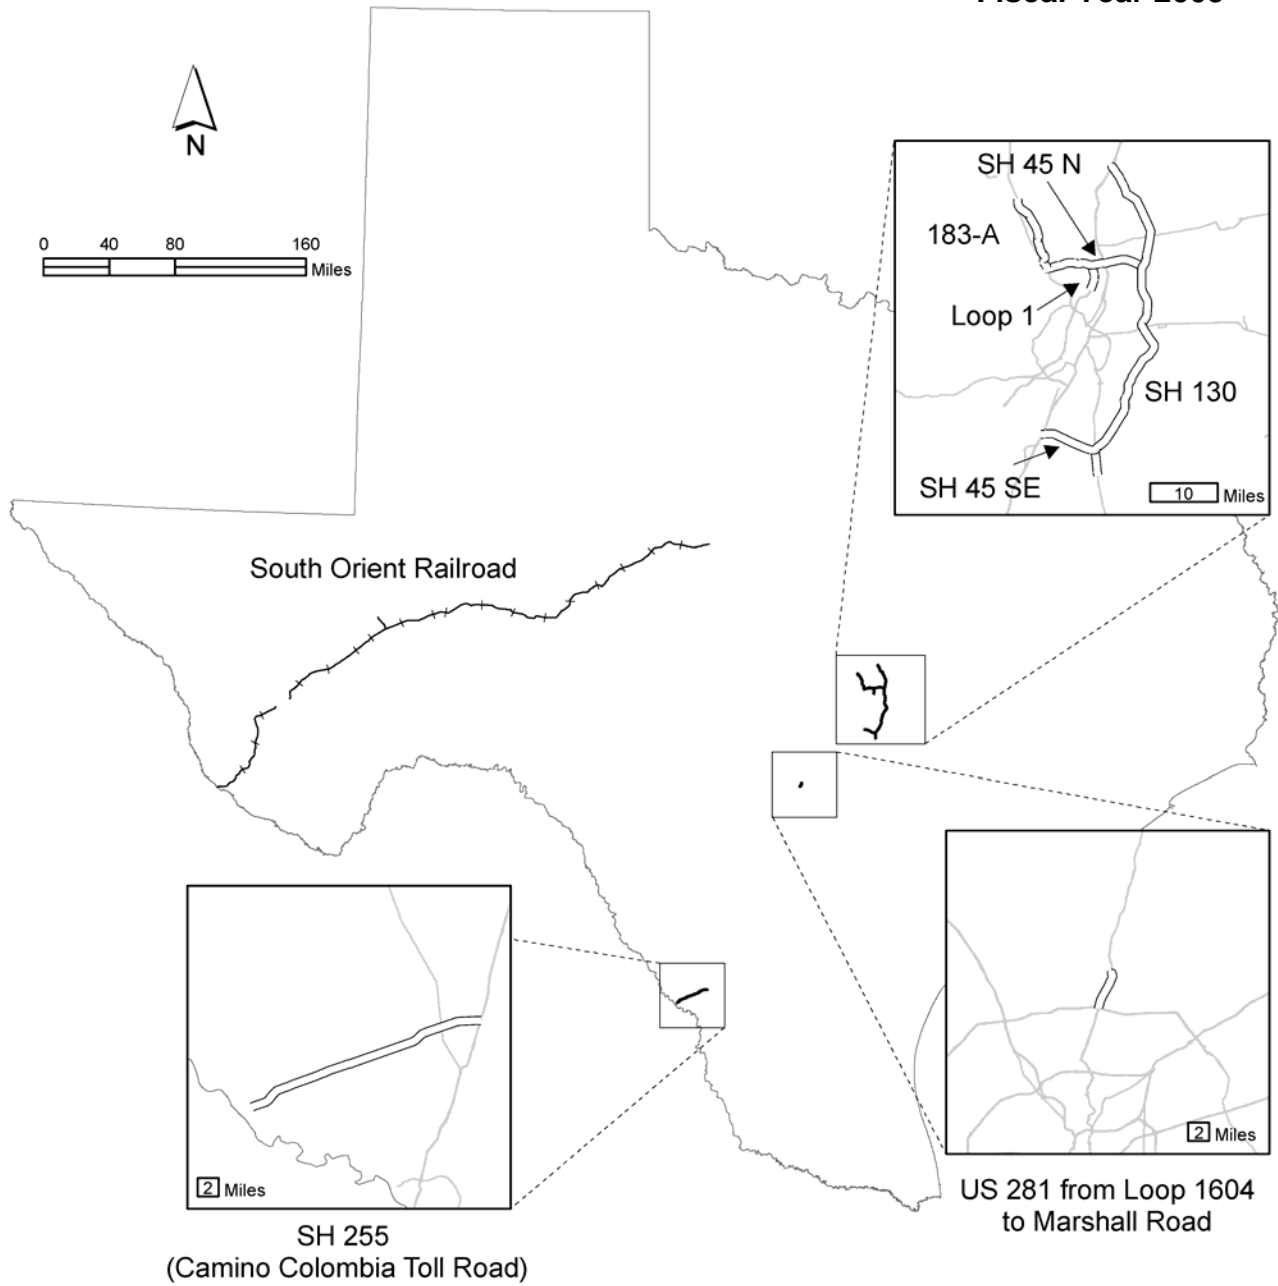 Fiscal Year
N
0 40 80 160
Miles
SH 45 N
183-A
Loop 1
SH 130
SH 45 SE
10 Miles
South Orient Railroad
2 Miles
SH 255
(Camino Colombia Toll Road)
2 Miles
US 281 from Loop 1604
to Marshall Road